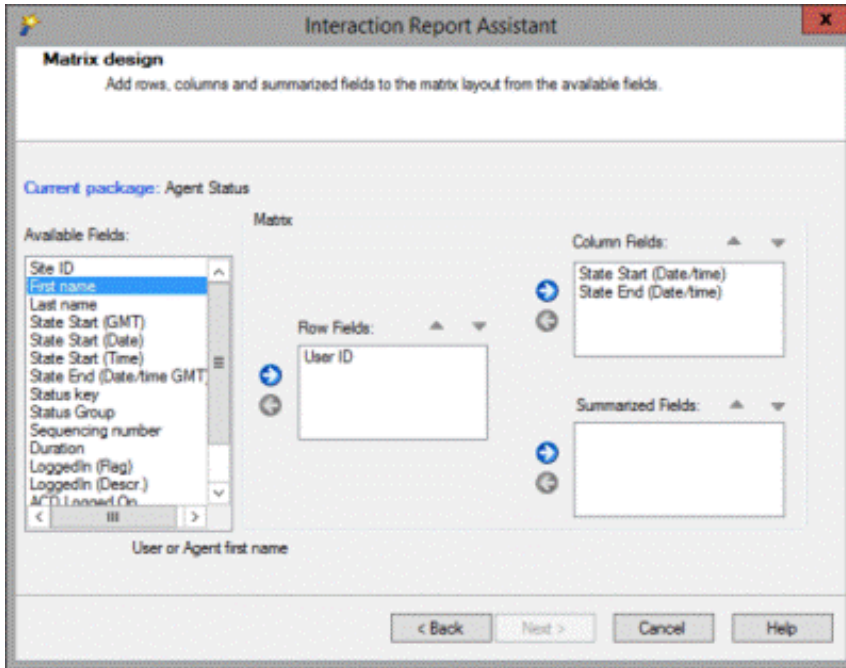 Interaction Report Assistant
x
Matrix design
Add rows, columns and summarized fields to the matrix layout from the available fields.
Current package: Agent Status
Available Fields:
Site ID
First name
Last name
State Start (GMT)
State Start (Date)
State Start (Time)
State End (Date/time GMT)
Status key
Status Group
Sequencing number
Duration
LoggedIn (Flag)
LoggedIn (Descr.)
ACD Logged On
User or Agent first name
Matrix
Row Fields:
User ID
Column Fields:
State Start (Date/time)
State End (Date/time)
Summarized Fields:
< Back
Next >
Cancel
Help